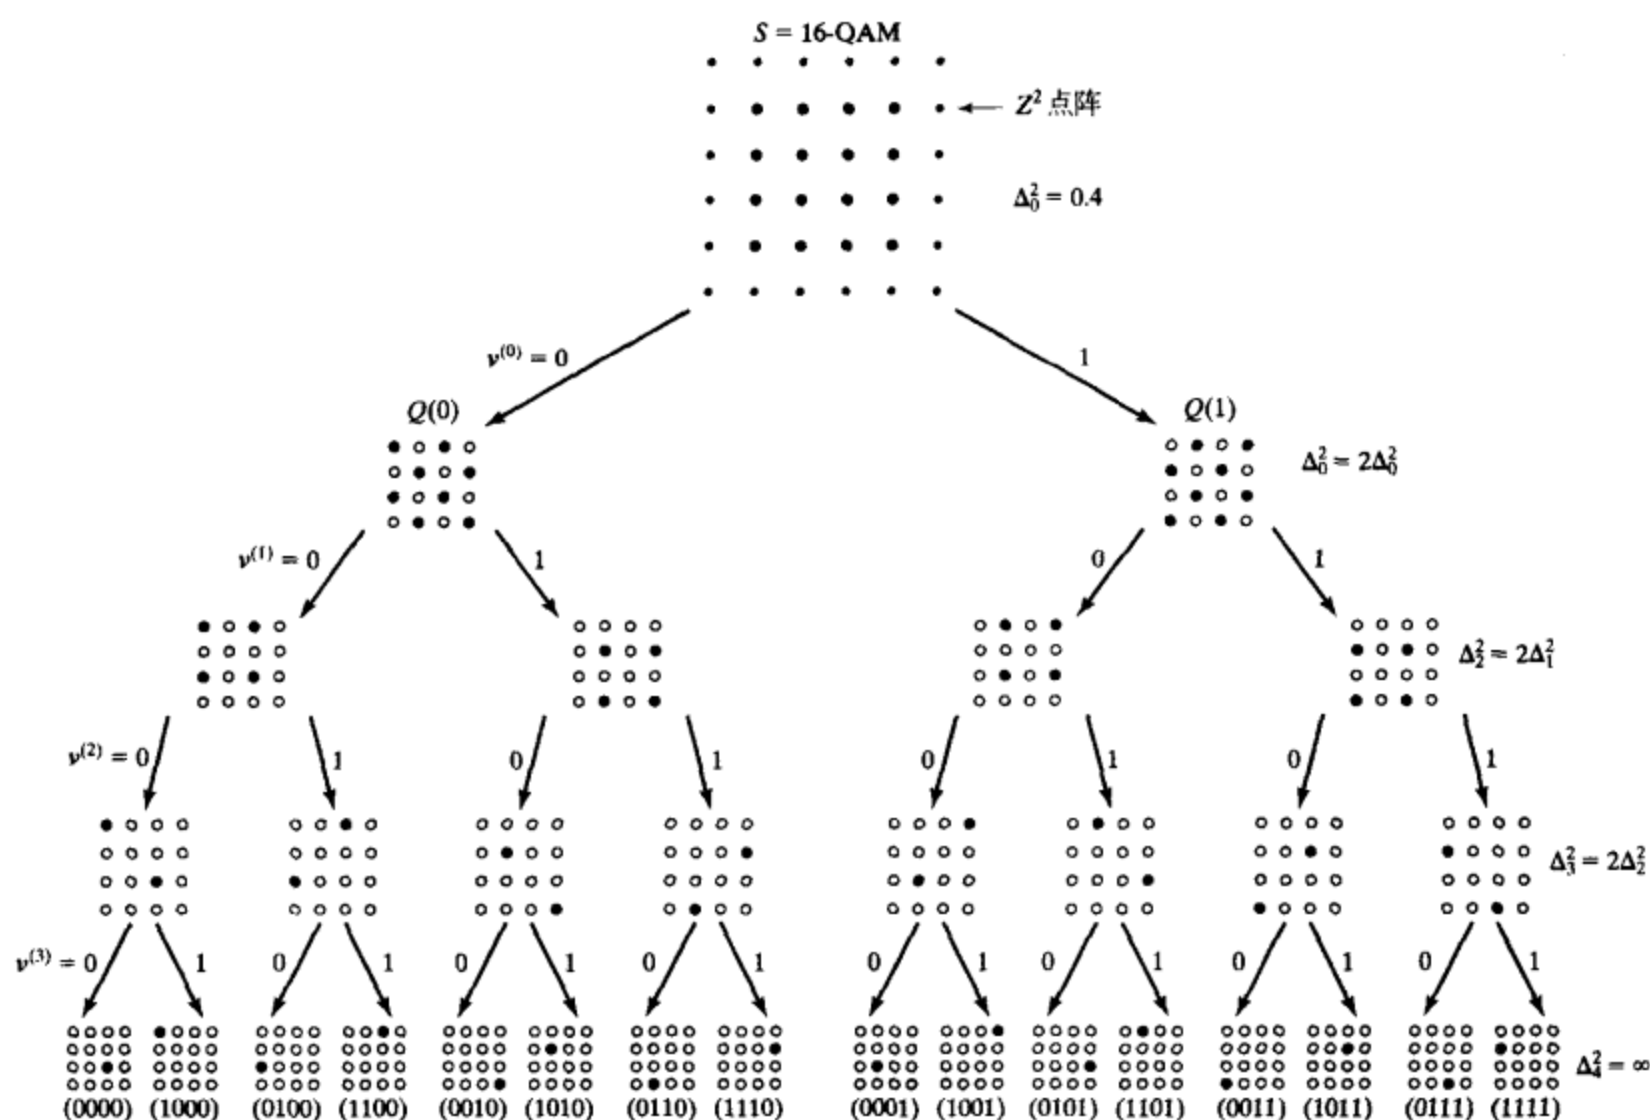 S = 16-QAM
Z² 点阵
Δ₀² = 0.4
ν⁽⁰⁾ = 0
1
Q(0)
Q(1)
Δ₀² = 2Δ₀²
ν⁽¹⁾ = 0
1
0
1
Δ₂² = 2Δ₁²
ν⁽²⁾ = 0
1
0
1
0
1
0
1
Δ₃² = 2Δ₂²
ν⁽³⁾ = 0
1
0
1
0
1
0
1
0
1
0
1
0
1
0
1
Δ₄² = ∞
(0000) (1000) (0100) (1100) (0010) (1010) (0110) (1110) (0001) (1001) (0101) (1101) (0011) (1011) (0111) (1111)